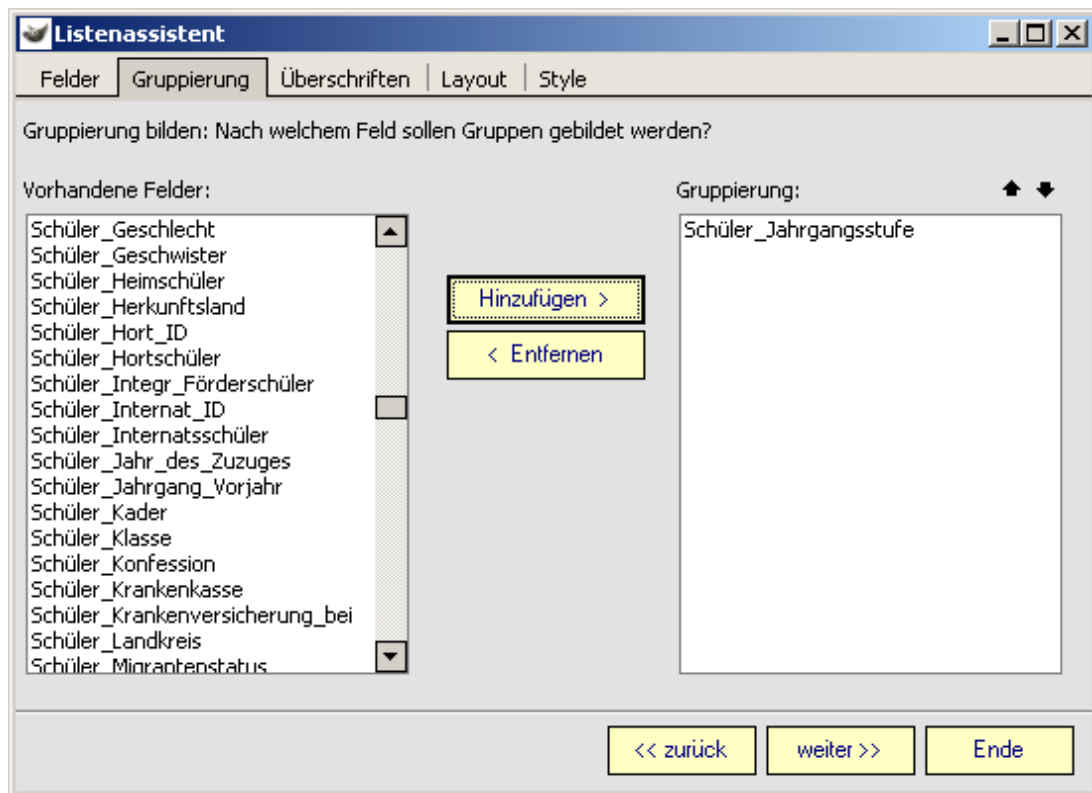 Listenassistent
Felder Gruppierung Überschriften Layout Style
Gruppierung bilden: Nach welchem Feld sollen Gruppen gebildet werden?
Vorhandene Felder:
Schüler_Geschlecht
Schüler_Geschwister
Schüler_Heimschüler
Schüler_Herkunftsland
Schüler_Hort_ID
Schüler_Hortschüler
Schüler_Integr_Förderschüler
Schüler_Internat_ID
Schüler_Internatsschüler
Schüler_Jahr_des_Zuzuges
Schüler_Jahrgang_Vorjahr
Schüler_Kader
Schüler_Klasse
Schüler_Konfession
Schüler_Krankenkasse
Schüler_Krankenversicherung_bei
Schüler_Landkreis
Schüler_Migrantenstatus
Hinzufügen >
< Entfernen
Gruppierung:
Schüler_Jahrgangsstufe
<< zurück weiter >> Ende